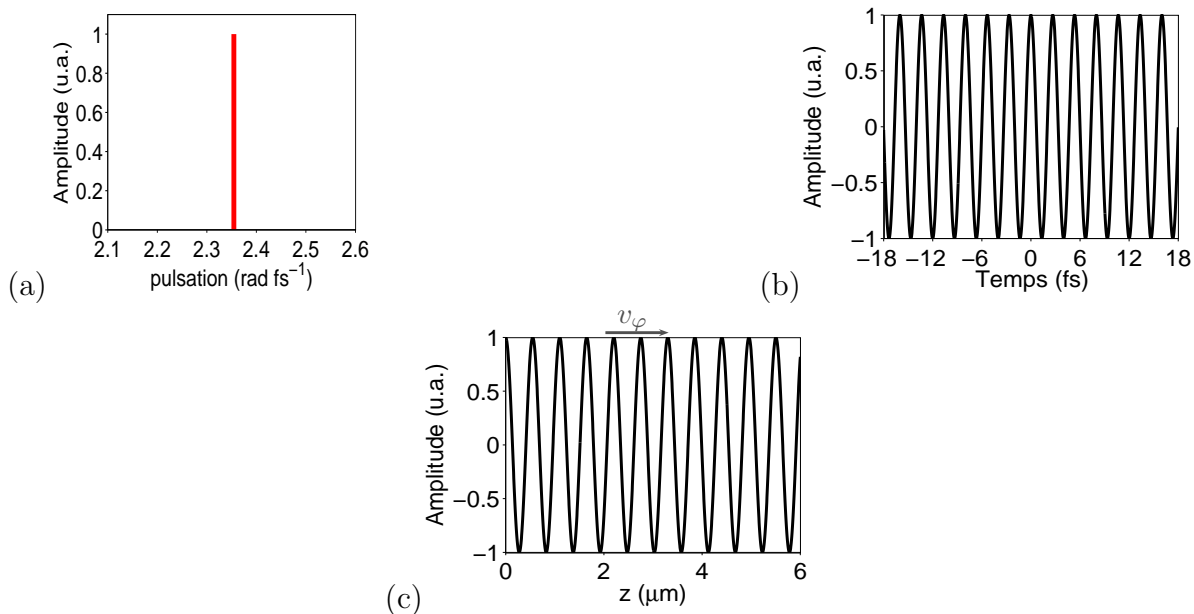 1
0.8
0.6
0.4
0.2
0
2.1 2.2 2.3 2.4 2.5 2.6
Amplitude (u.a.)
pulsation (rad fs⁻¹)
(a)
1
0.5
0
−0.5
−1
−18 −12 −6 0 6 12 18
Amplitude (u.a.)
Temps (fs)
(b)
vφ
1
0.5
0
−0.5
−1
0 2 4 6
Amplitude (u.a.)
z (μm)
(c)